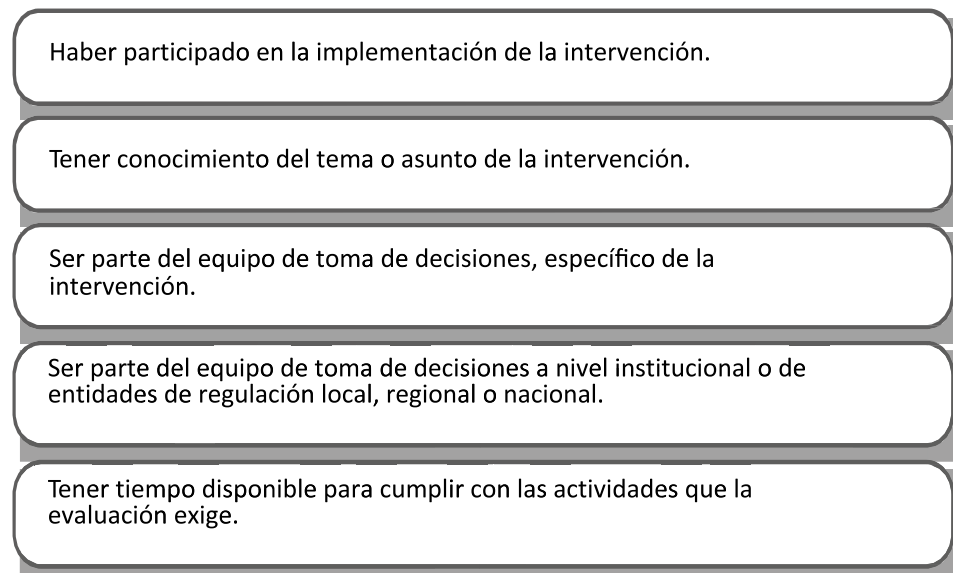 Haber participado en la implementación de la intervención.
Tener conocimiento del tema o asunto de la intervención.
Ser parte del equipo de toma de decisiones, específico de la
intervención.
Ser parte del equipo de toma de decisiones a nivel institucional o de
entidades de regulación local, regional o nacional.
Tener tiempo disponible para cumplir con las actividades que la
evaluación exige.